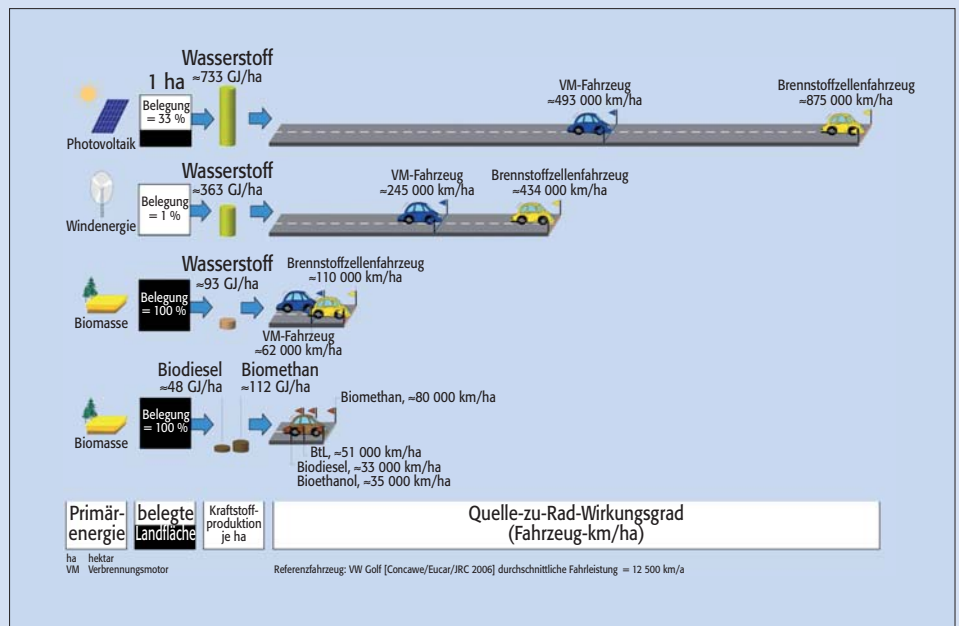 Wasserstoff
≈733 GJ/ha
1 ha
Belegung
= 33 %
Photovoltaik
VM-Fahrzeug
≈493 000 km/ha
Brennstoffzellenfahrzeug
≈875 000 km/ha
Wasserstoff
≈363 GJ/ha
Belegung
= 1 %
Windenergie
VM-Fahrzeug
≈245 000 km/ha
Brennstoffzellenfahrzeug
≈434 000 km/ha
Wasserstoff
≈93 GJ/ha
Belegung
= 100 %
Biomasse
Brennstoffzellenfahrzeug
≈110 000 km/ha
VM-Fahrzeug
≈62 000 km/ha
Biodiesel
≈48 GJ/ha
Biomethan
≈112 GJ/ha
Belegung
= 100 %
Biomasse
Biomethan, ≈80 000 km/ha
BtL, ≈51 000 km/ha
Biodiesel, ≈33 000 km/ha
Bioethanol, ≈35 000 km/ha
Primär-
energie
belegte
Landfläche
Kraftstoff-
produktion
je ha
Quelle-zu-Rad-Wirkungsgrad
(Fahrzeug-km/ha)
ha hektar
VM Verbrennungsmotor
Referenzfahrzeug: VW Golf [Concawe/Eucar/JRC 2006] durchschnittliche Fahrleistung = 12 500 km/a